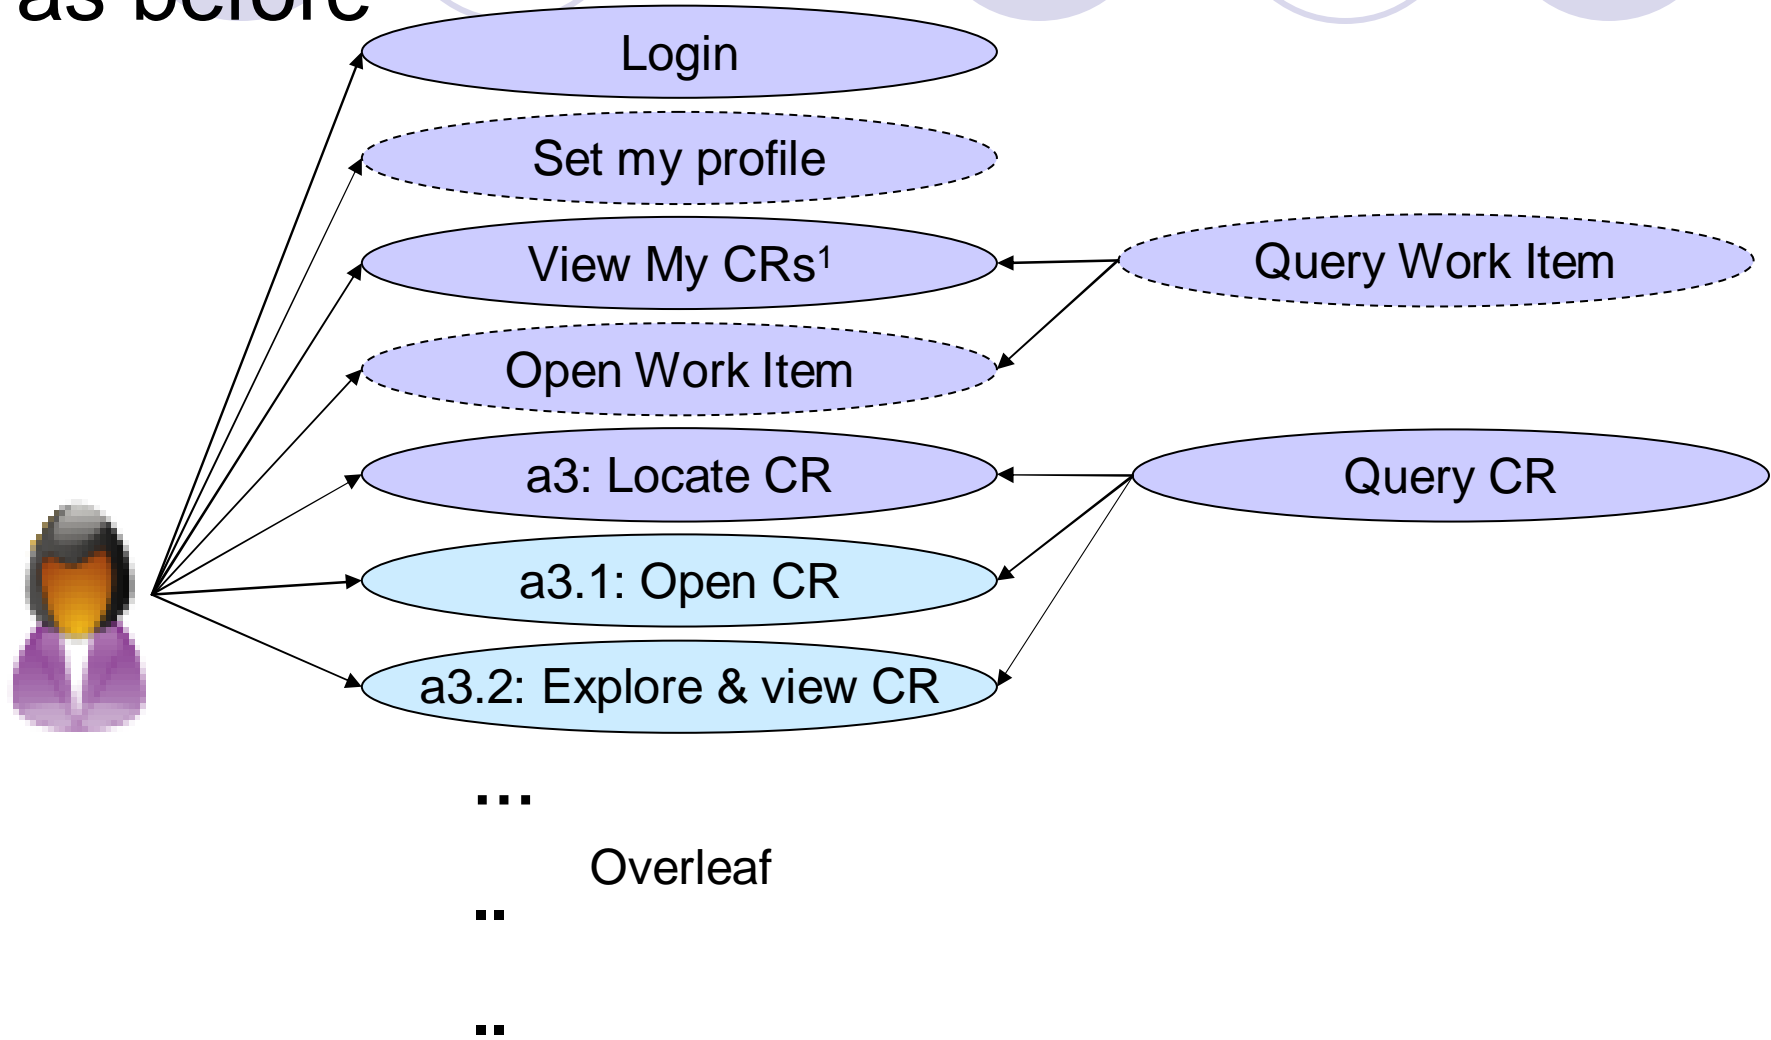 as before
Login
Set my profile
View My CRs¹
Query Work Item
Open Work Item
a3: Locate CR
Query CR
a3.1: Open CR
a3.2: Explore & view CR
...
Overleaf
..
..